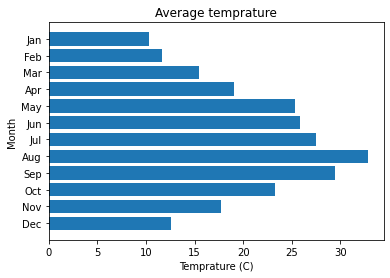 Average temprature
Month
Jan
Feb
Mar
Apr
May
Jun
Jul
Aug
Sep
Oct
Nov
Dec
0 5 10 15 20 25 30
Temprature (C)